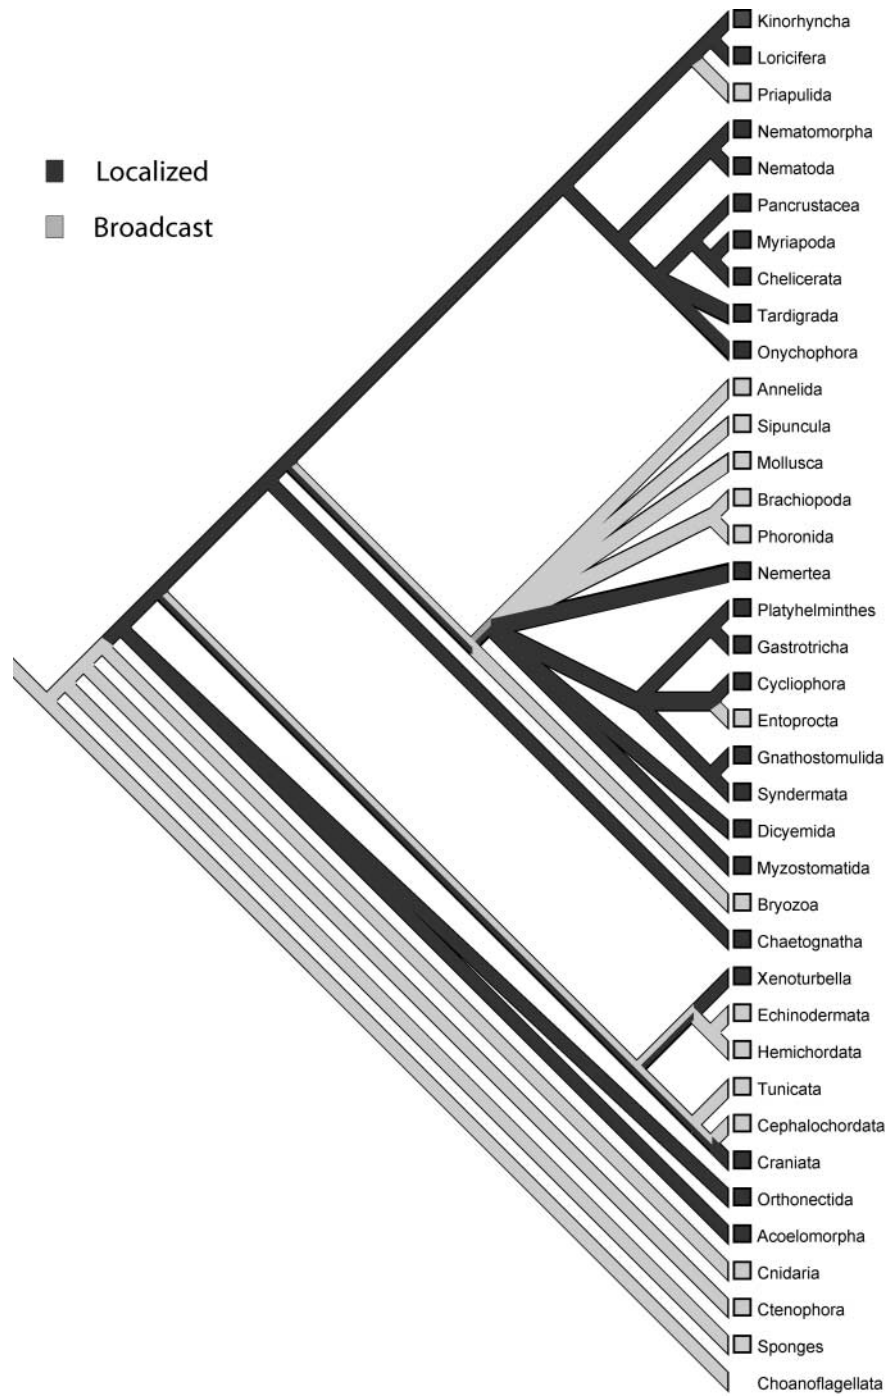 Kinorhyncha
Loricifera
Priapulida
Nematomorpha
Nematoda
Pancrustacea
Myriapoda
Chelicerata
Tardigrada
Onychophora
Annelida
Sipuncula
Mollusca
Brachiopoda
Phoronida
Nemertea
Platyhelminthes
Gastrotricha
Cycliophora
Entoprocta
Gnathostomulida
Syndermata
Dicyemida
Myzostomatida
Bryozoa
Chaetognatha
Xenoturbella
Echinodermata
Hemichordata
Tunicata
Cephalochordata
Craniata
Orthonectida
Acoelomorpha
Cnidaria
Ctenophora
Sponges
Choanoflagellata
Localized
Broadcast